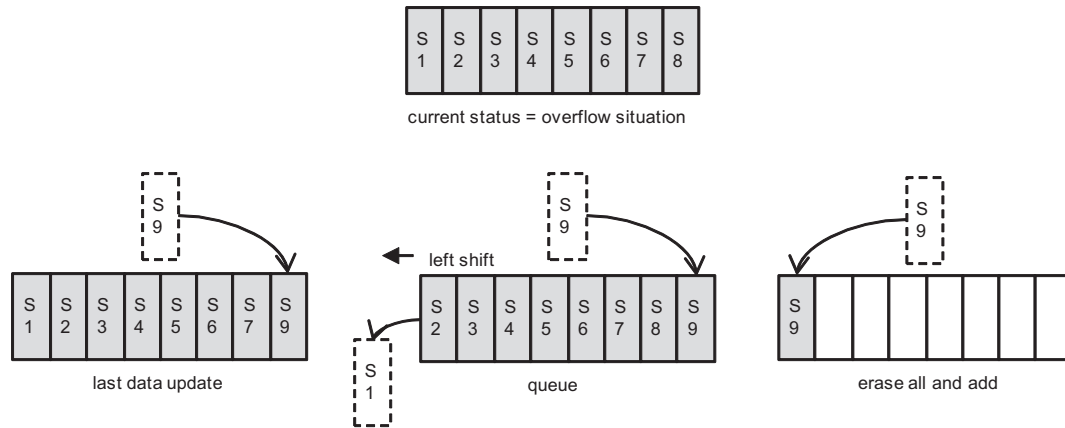 S S S S S S S S
1 2 3 4 5 6 7 8
current status = overflow situation
S
9
S
9
S
9
left shift
S S S S S S S S
1 2 3 4 5 6 7 9
S S S S S S S S
2 3 4 5 6 7 8 9
S
9
S
1
last data update
queue
erase all and add